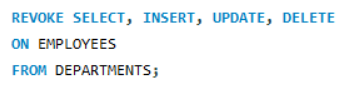 REVOKE SELECT, INSERT, UPDATE, DELETE
ON EMPLOYEES
FROM DEPARTMENTS;